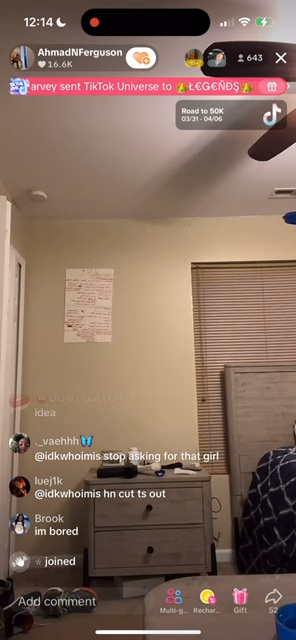 12:14
AhmadNFerguson
16.6K
643
arvey sent TikTok Universe to
Road to 50K
03/31 - 04/06
idea
._vaehhh🦋
@idkwhoimis stop asking for that girl
luej1k
@idkwhoimis hn cut ts out
Brook
im bored
joined
Add comment
Multi-g...
Rechar...
Gift
52